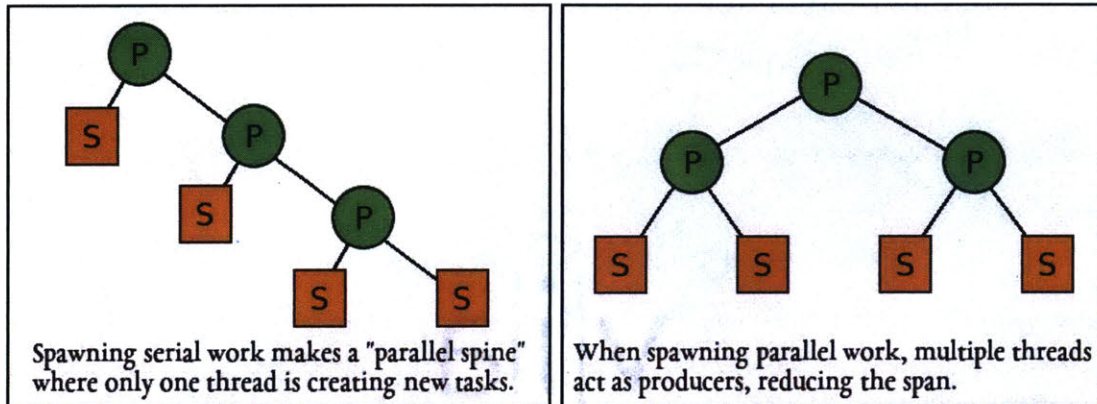 P
S
P
S
P
S
S
Spawning serial work makes a "parallel spine"
where only one thread is creating new tasks.
P
P
P
S
S
S
S
When spawning parallel work, multiple threads
act as producers, reducing the span.